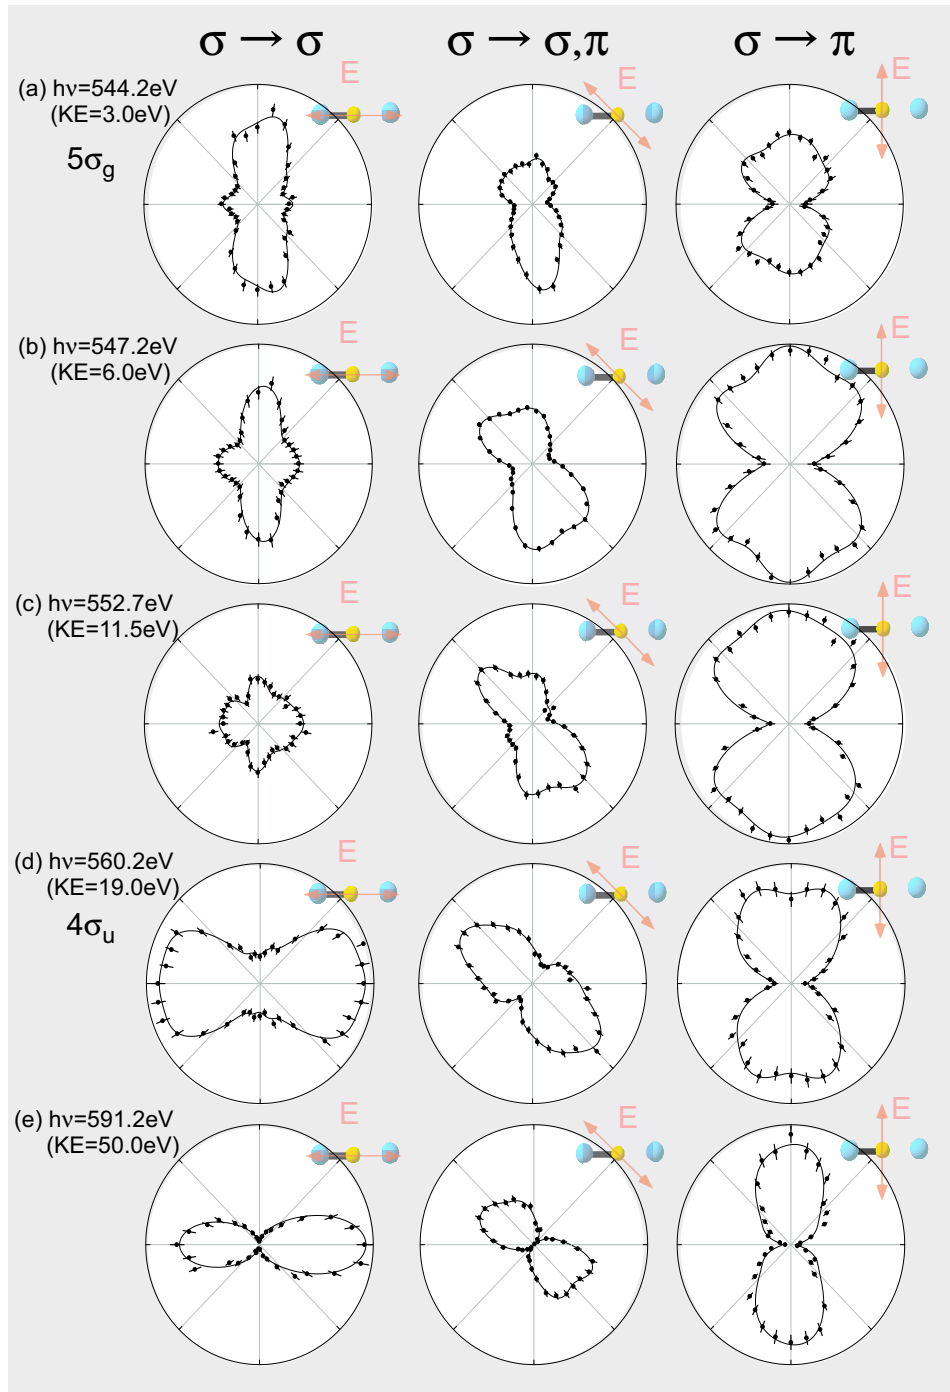 σ → σ
σ → σ,π
σ → π
(a) hν=544.2eV
(KE=3.0eV)
5σg
E
E
E
(b) hν=547.2eV
(KE=6.0eV)
E
E
E
(c) hν=552.7eV
(KE=11.5eV)
E
E
E
(d) hν=560.2eV
(KE=19.0eV)
4σu
E
E
E
(e) hν=591.2eV
(KE=50.0eV)
E
E
E